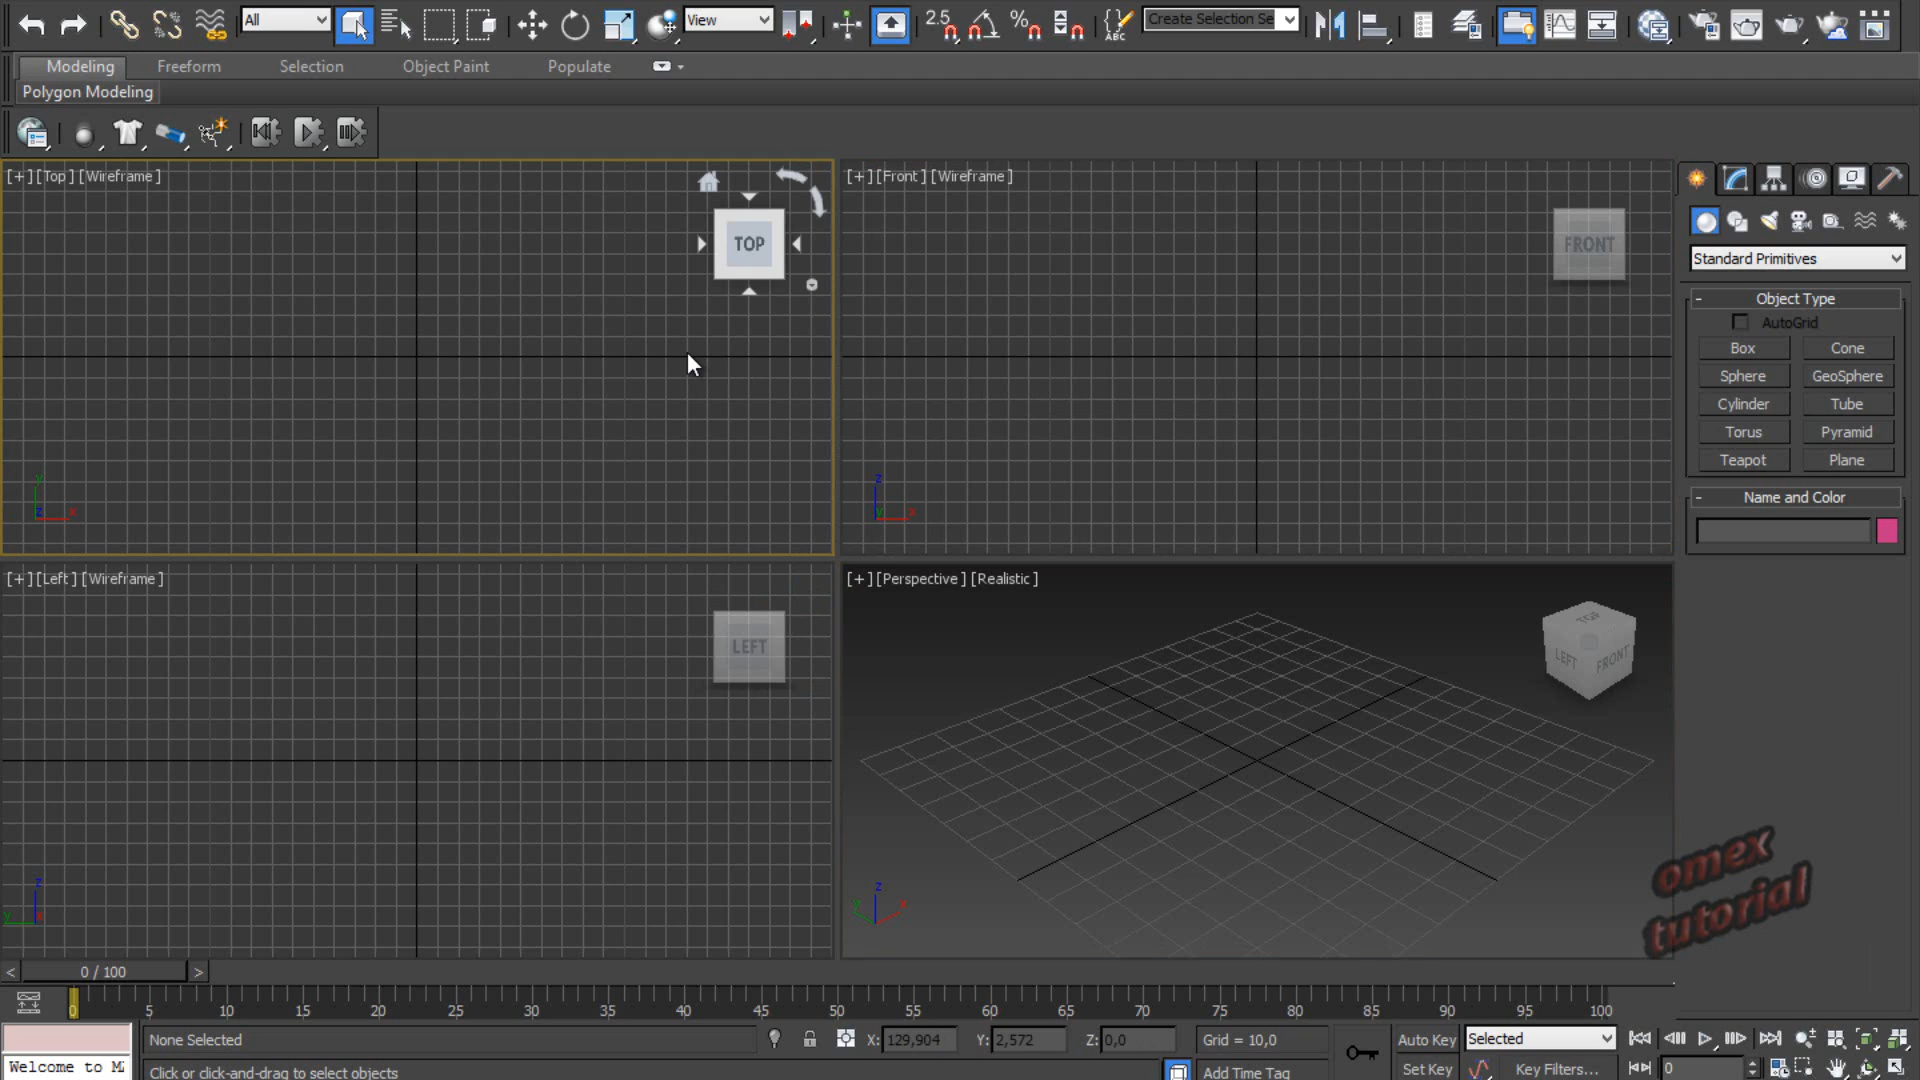 All
View
2.5
%
ABC
Create Selection Se
Modeling
Freeform
Selection
Object Paint
Populate
Polygon Modeling
[+] [Top] [Wireframe]
TOP
y
z
x
[+] [Front] [Wireframe]
FRONT
z
y
x
[+] [Left] [Wireframe]
LEFT
z
y
x
[+] [Perspective] [Realistic]
TOP
LEFT
FRONT
z
y
x
Standard Primitives
- Object Type
AutoGrid
Box
Cone
Sphere
GeoSphere
Cylinder
Tube
Torus
Pyramid
Teapot
Plane
- Name and Color
omex
tutorial
< 0 / 100 >
0 5 10 15 20 25 30 35 40 45 50 55 60 65 70 75 80 85 90 95 100
None Selected
X: 129,904
Y: 2,572
Z: 0,0
Grid = 10,0
Auto Key
Selected
Welcome to M
Click or click-and-drag to select objects
Add Time Tag
Set Key
Key Filters...
0